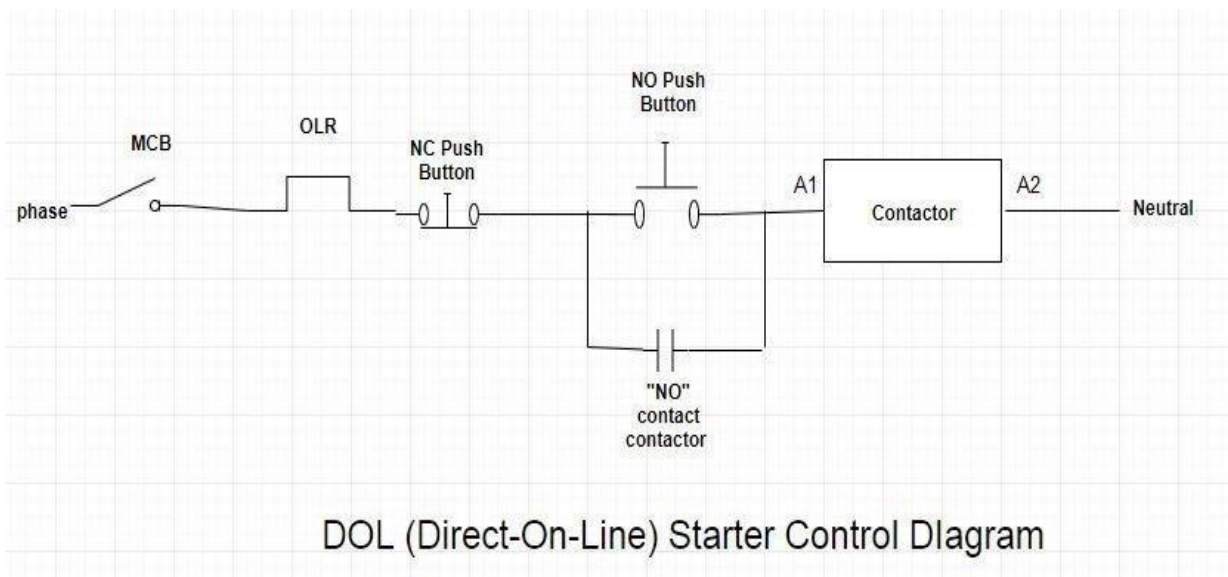 NO Push
Button
OLR
MCB
NC Push
Button
A1
A2
phase
Contactor
Neutral
"NO"
contact
contactor
DOL (Direct-On-Line) Starter Control DIagram